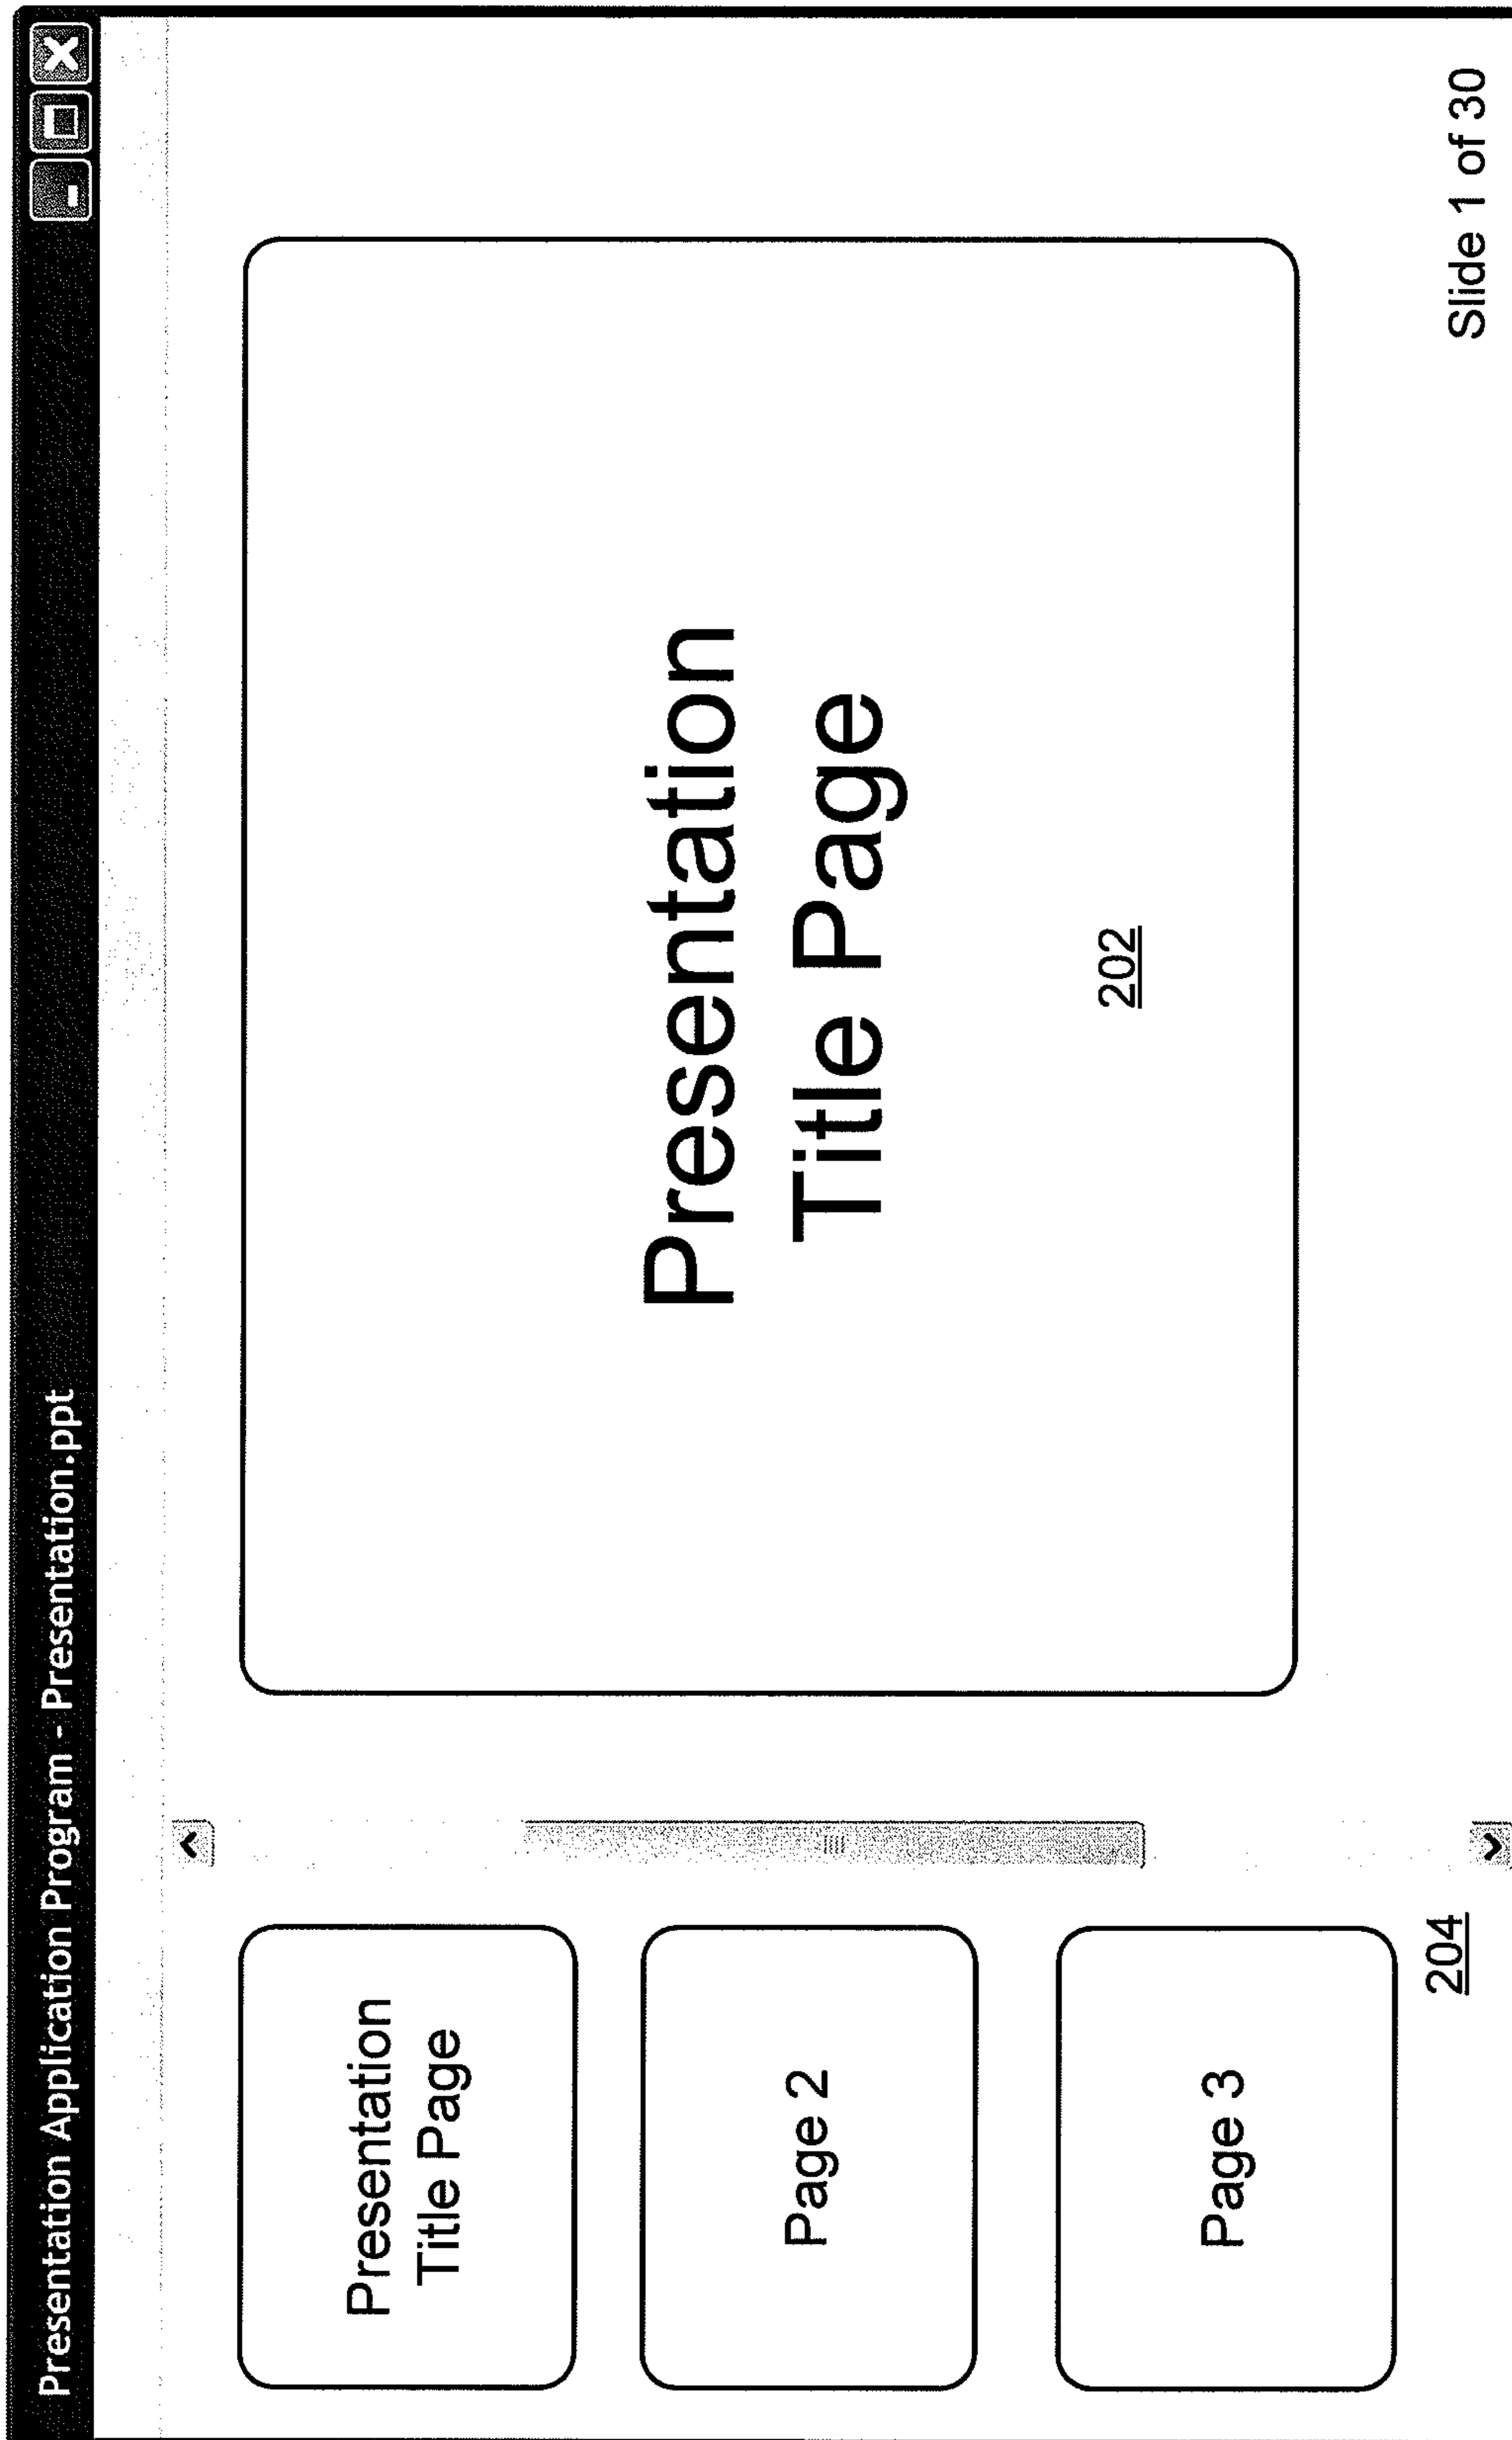 Presentation Application Program - Presentation.ppt
Presentation
Title Page
Page 2
Page 3
204
Presentation
Title Page
202
Slide 1 of 30